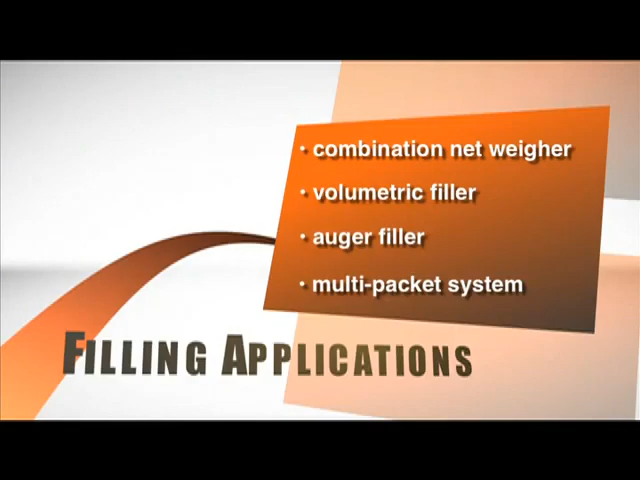 • combination net weigher
• volumetric filler
• auger filler
• multi-packet system
FILLING APPLICATIONS